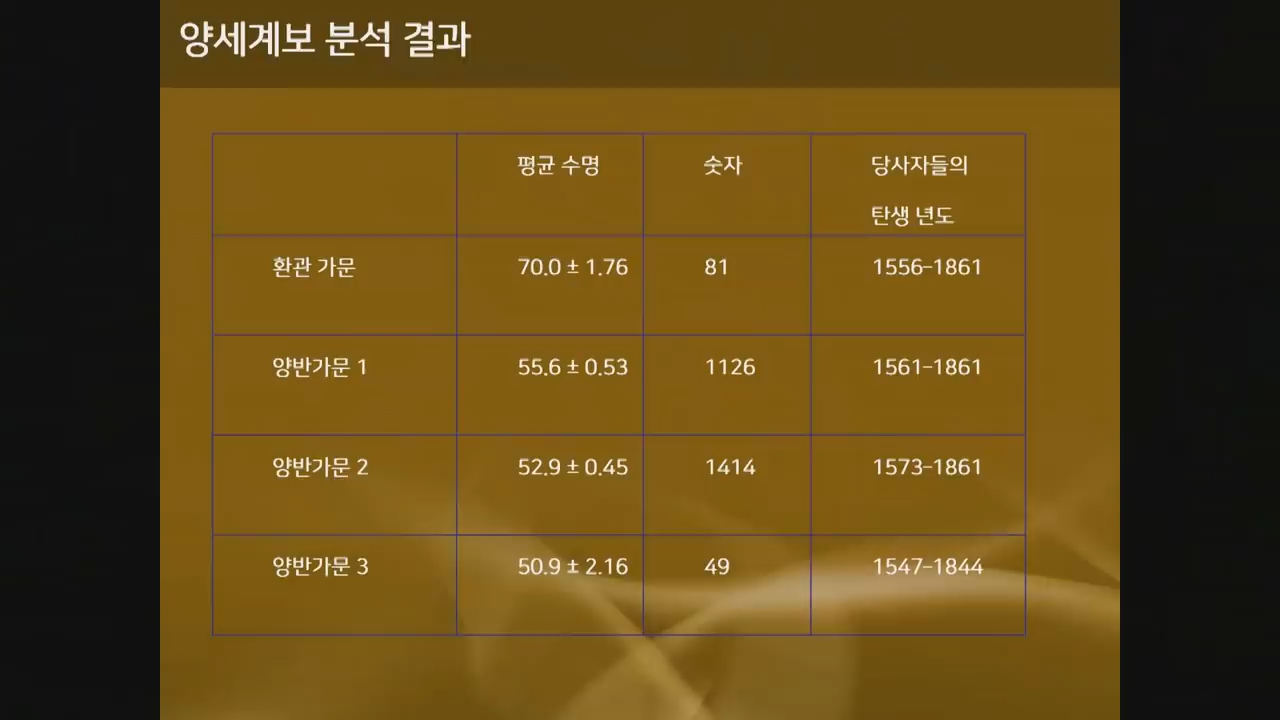 양세계보 분석 결과
평균 수명 숫자 당사자들의
탄생 년도
환관 가문 70.0 ± 1.76 81 1556-1861
양반가문 1 55.6 ± 0.53 1126 1561-1861
양반가문 2 52.9 ± 0.45 1414 1573-1861
양반가문 3 50.9 ± 2.16 49 1547-1844